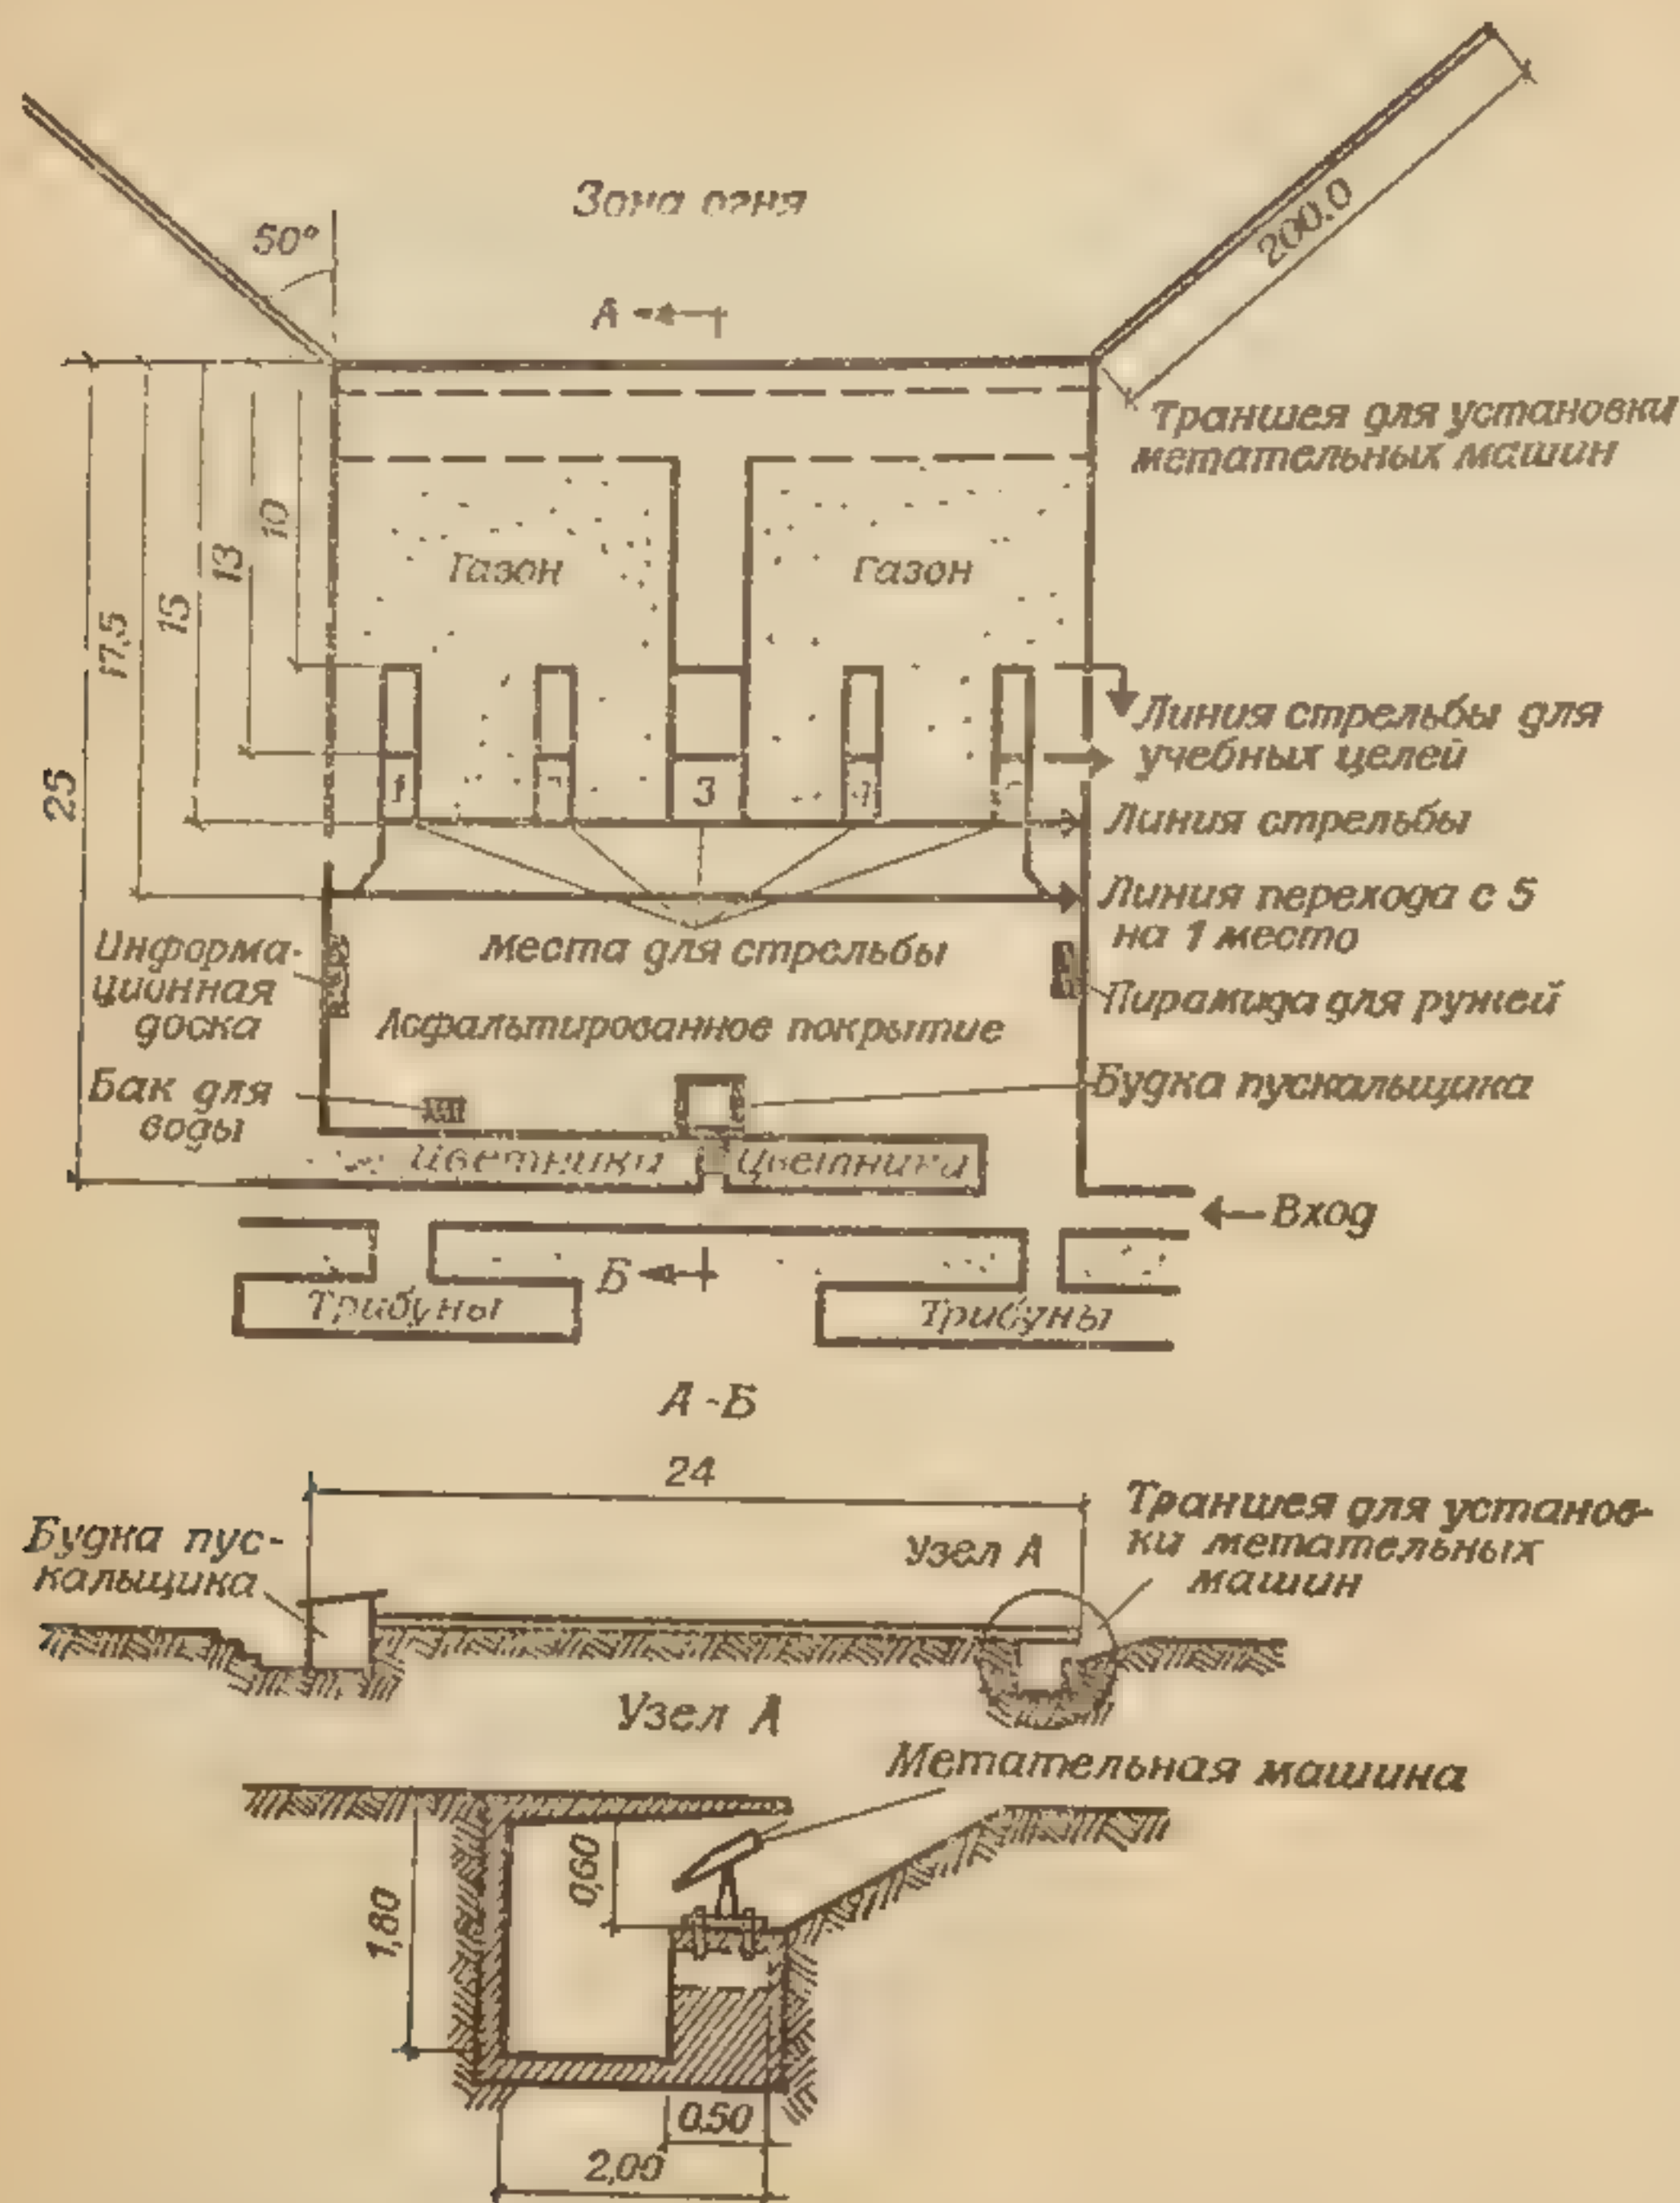 Зона огня
50°
200.0
А
Траншея для установки
метательных машин
10
13
15
17,5
25
Газон
Газон
Линия стрельбы для
учебных целей
1
3
4
Линия стрельбы
Линия перехода с 5
на 1 место
Информа-
ционная
доска
места для стрельбы
Пирамида для ружей
Асфальтированное покрытие
Бак для
воды
Будка пускальщика
Цветники
Цветники
Вход
Б
Трибуны
Трибуны
А-Б
24
Будка пус-
кальщика
Узел А
Траншея для установ-
ки метательных
машин
Узел А
Метательная машина
0,60
1,80
0.50
2,00